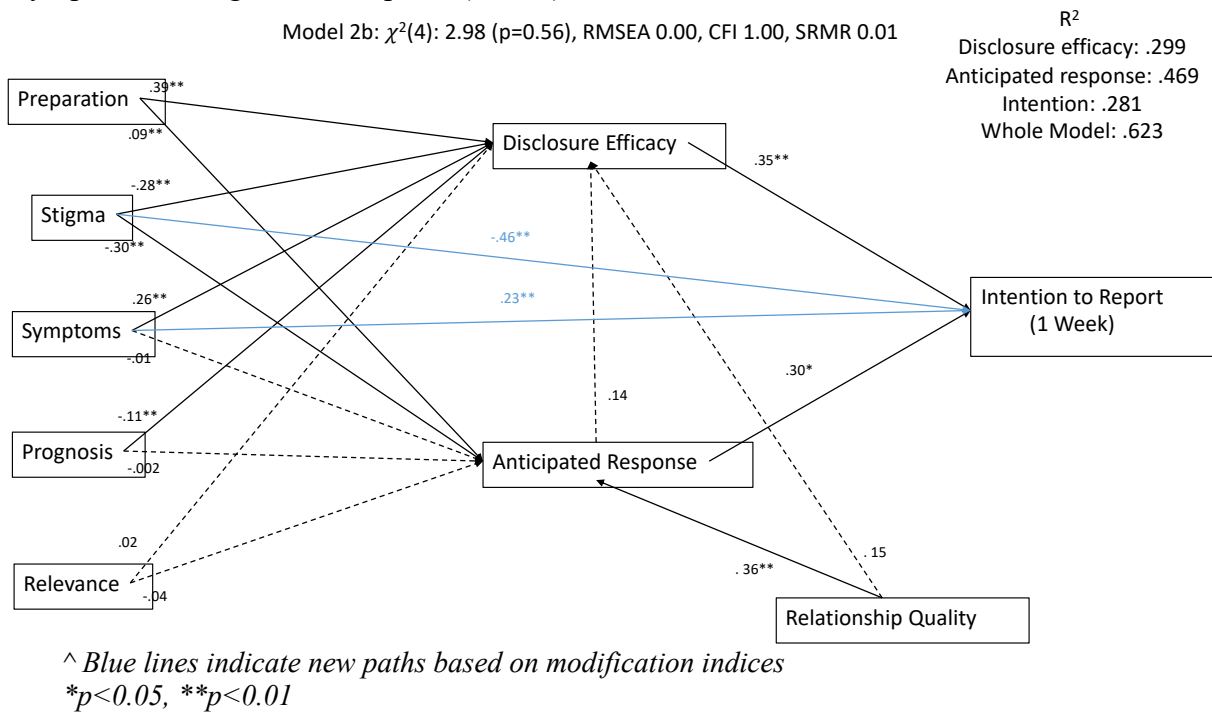 Model 2b: χ²(4): 2.98 (p=0.56), RMSEA 0.00, CFI 1.00, SRMR 0.01
R²
Disclosure efficacy: .299
Anticipated response: .469
Intention: .281
Whole Model: .623
.39**
Preparation
.09**
Disclosure Efficacy
.35**
-.28**
Stigma
-.30**
-.46**
.26**
.23**
Intention to Report
(1 Week)
Symptoms
-.01
.30*
.14
-.11**
Prognosis
-.002
Anticipated Response
.02
. 15
. 36**
Relevance
-.04
Relationship Quality
^ Blue lines indicate new paths based on modification indices
*p<0.05, **p<0.01